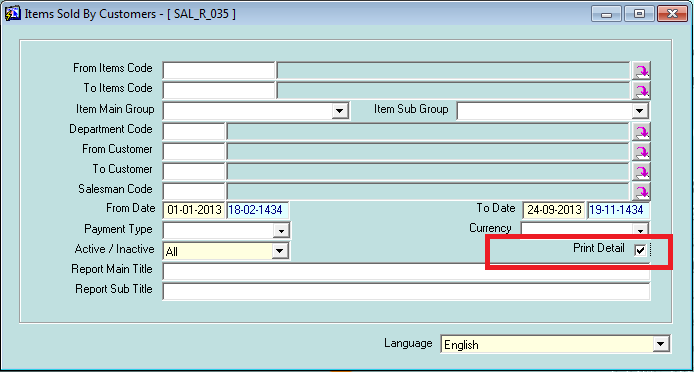 Items Sold By Customers - [ SAL_R_035 ]
From Items Code
To Items Code
Item Main Group Item Sub Group
Department Code
From Customer
To Customer
Salesman Code
From Date 01-01-2013 18-02-1434 To Date 24-09-2013 19-11-1434
Payment Type Currency
Active / Inactive All Print Detail
Report Main Title
Report Sub Title
Language English